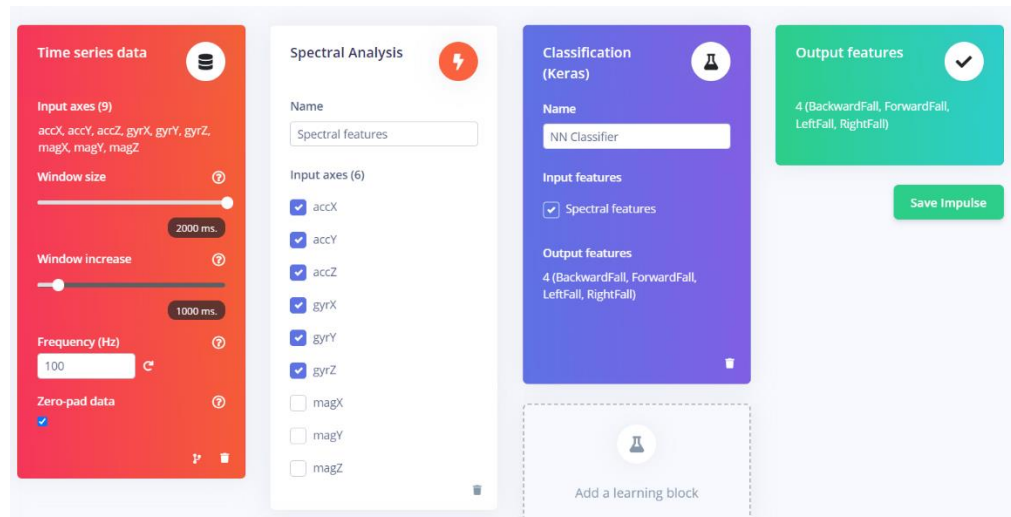 Time series data
Input axes (9)
accX, accY, accZ, gyrX, gyrY, gyrZ,
magX, magY, magZ
Window size
2000 ms.
Window increase
1000 ms.
Frequency (Hz)
100
Zero-pad data
Spectral Analysis
Name
Spectral features
Input axes (6)
accX
accY
accZ
gyrX
gyrY
gyrZ
magX
magY
magZ
Classification
(Keras)
Name
NN Classifier
Input features
Spectral features
Output features
4 (BackwardFall, ForwardFall,
LeftFall, RightFall)
Add a learning block
Output features
4 (BackwardFall, ForwardFall,
LeftFall, RightFall)
Save Impulse